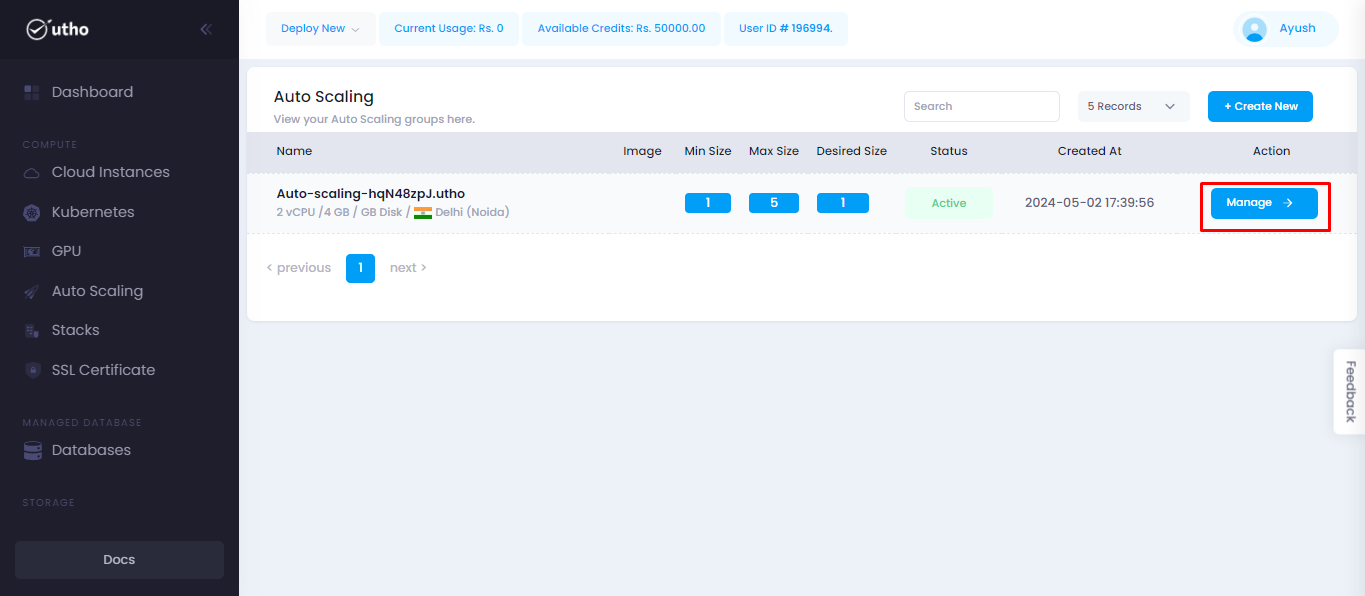 utho
Dashboard
COMPUTE
Cloud Instances
Kubernetes
GPU
Auto Scaling
Stacks
SSL Certificate
MANAGED DATABASE
Databases
STORAGE
Docs
Deploy New
Current Usage: Rs. 0
Available Credits: Rs. 50000.00
User ID # 196994.
Ayush
Auto Scaling
View your Auto Scaling groups here.
Search
5 Records
+ Create New
Name Image Min Size Max Size Desired Size Status Created At Action
Auto-scaling-hqN48zpJ.utho
2 vCPU /4 GB / GB Disk / Delhi (Noida)
1 5 1 Active 2024-05-02 17:39:56 Manage →
< previous 1 next >
Feedback